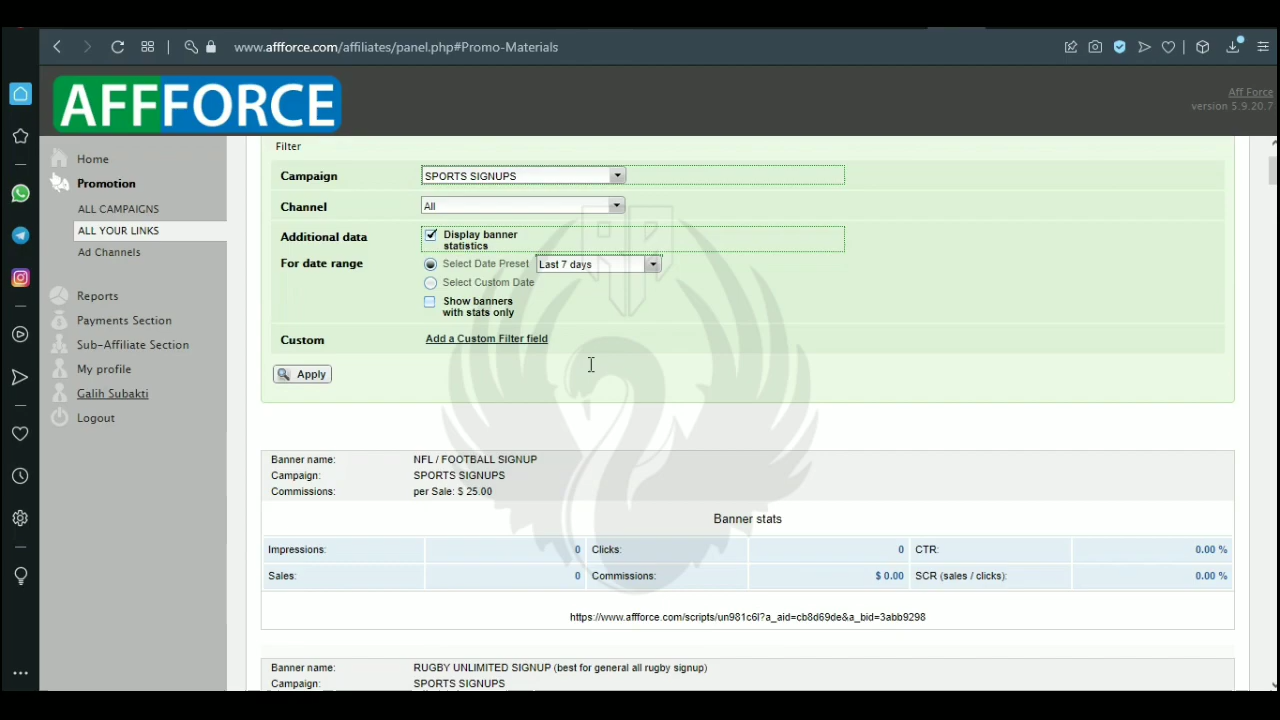 www.affforce.com/affiliates/panel.php#Promo-Materials
AFFFORCE
Aff Force
version 5.9.20.7
Home
Promotion
ALL CAMPAIGNS
ALL YOUR LINKS
Ad Channels
Reports
Payments Section
Sub-Affiliate Section
My profile
Galih Subakti
Logout
Filter
Campaign SPORTS SIGNUPS
Channel All
Additional data Display banner
statistics
For date range Select Date Preset Last 7 days
Select Custom Date
Show banners
with stats only
Custom Add a Custom Filter field
Apply
Banner name: NFL / FOOTBALL SIGNUP
Campaign: SPORTS SIGNUPS
Commissions: per Sale: $ 25.00
Banner stats
Impressions: 0 Clicks: 0 CTR: 0.00 %
Sales: 0 Commissions: $ 0.00 SCR (sales / clicks): 0.00 %
https://www.affforce.com/scripts/un981c6l?a_aid=cb8d69de&a_bid=3abb9298
Banner name: RUGBY UNLIMITED SIGNUP (best for general all rugby signup)
Campaign: SPORTS SIGNUPS